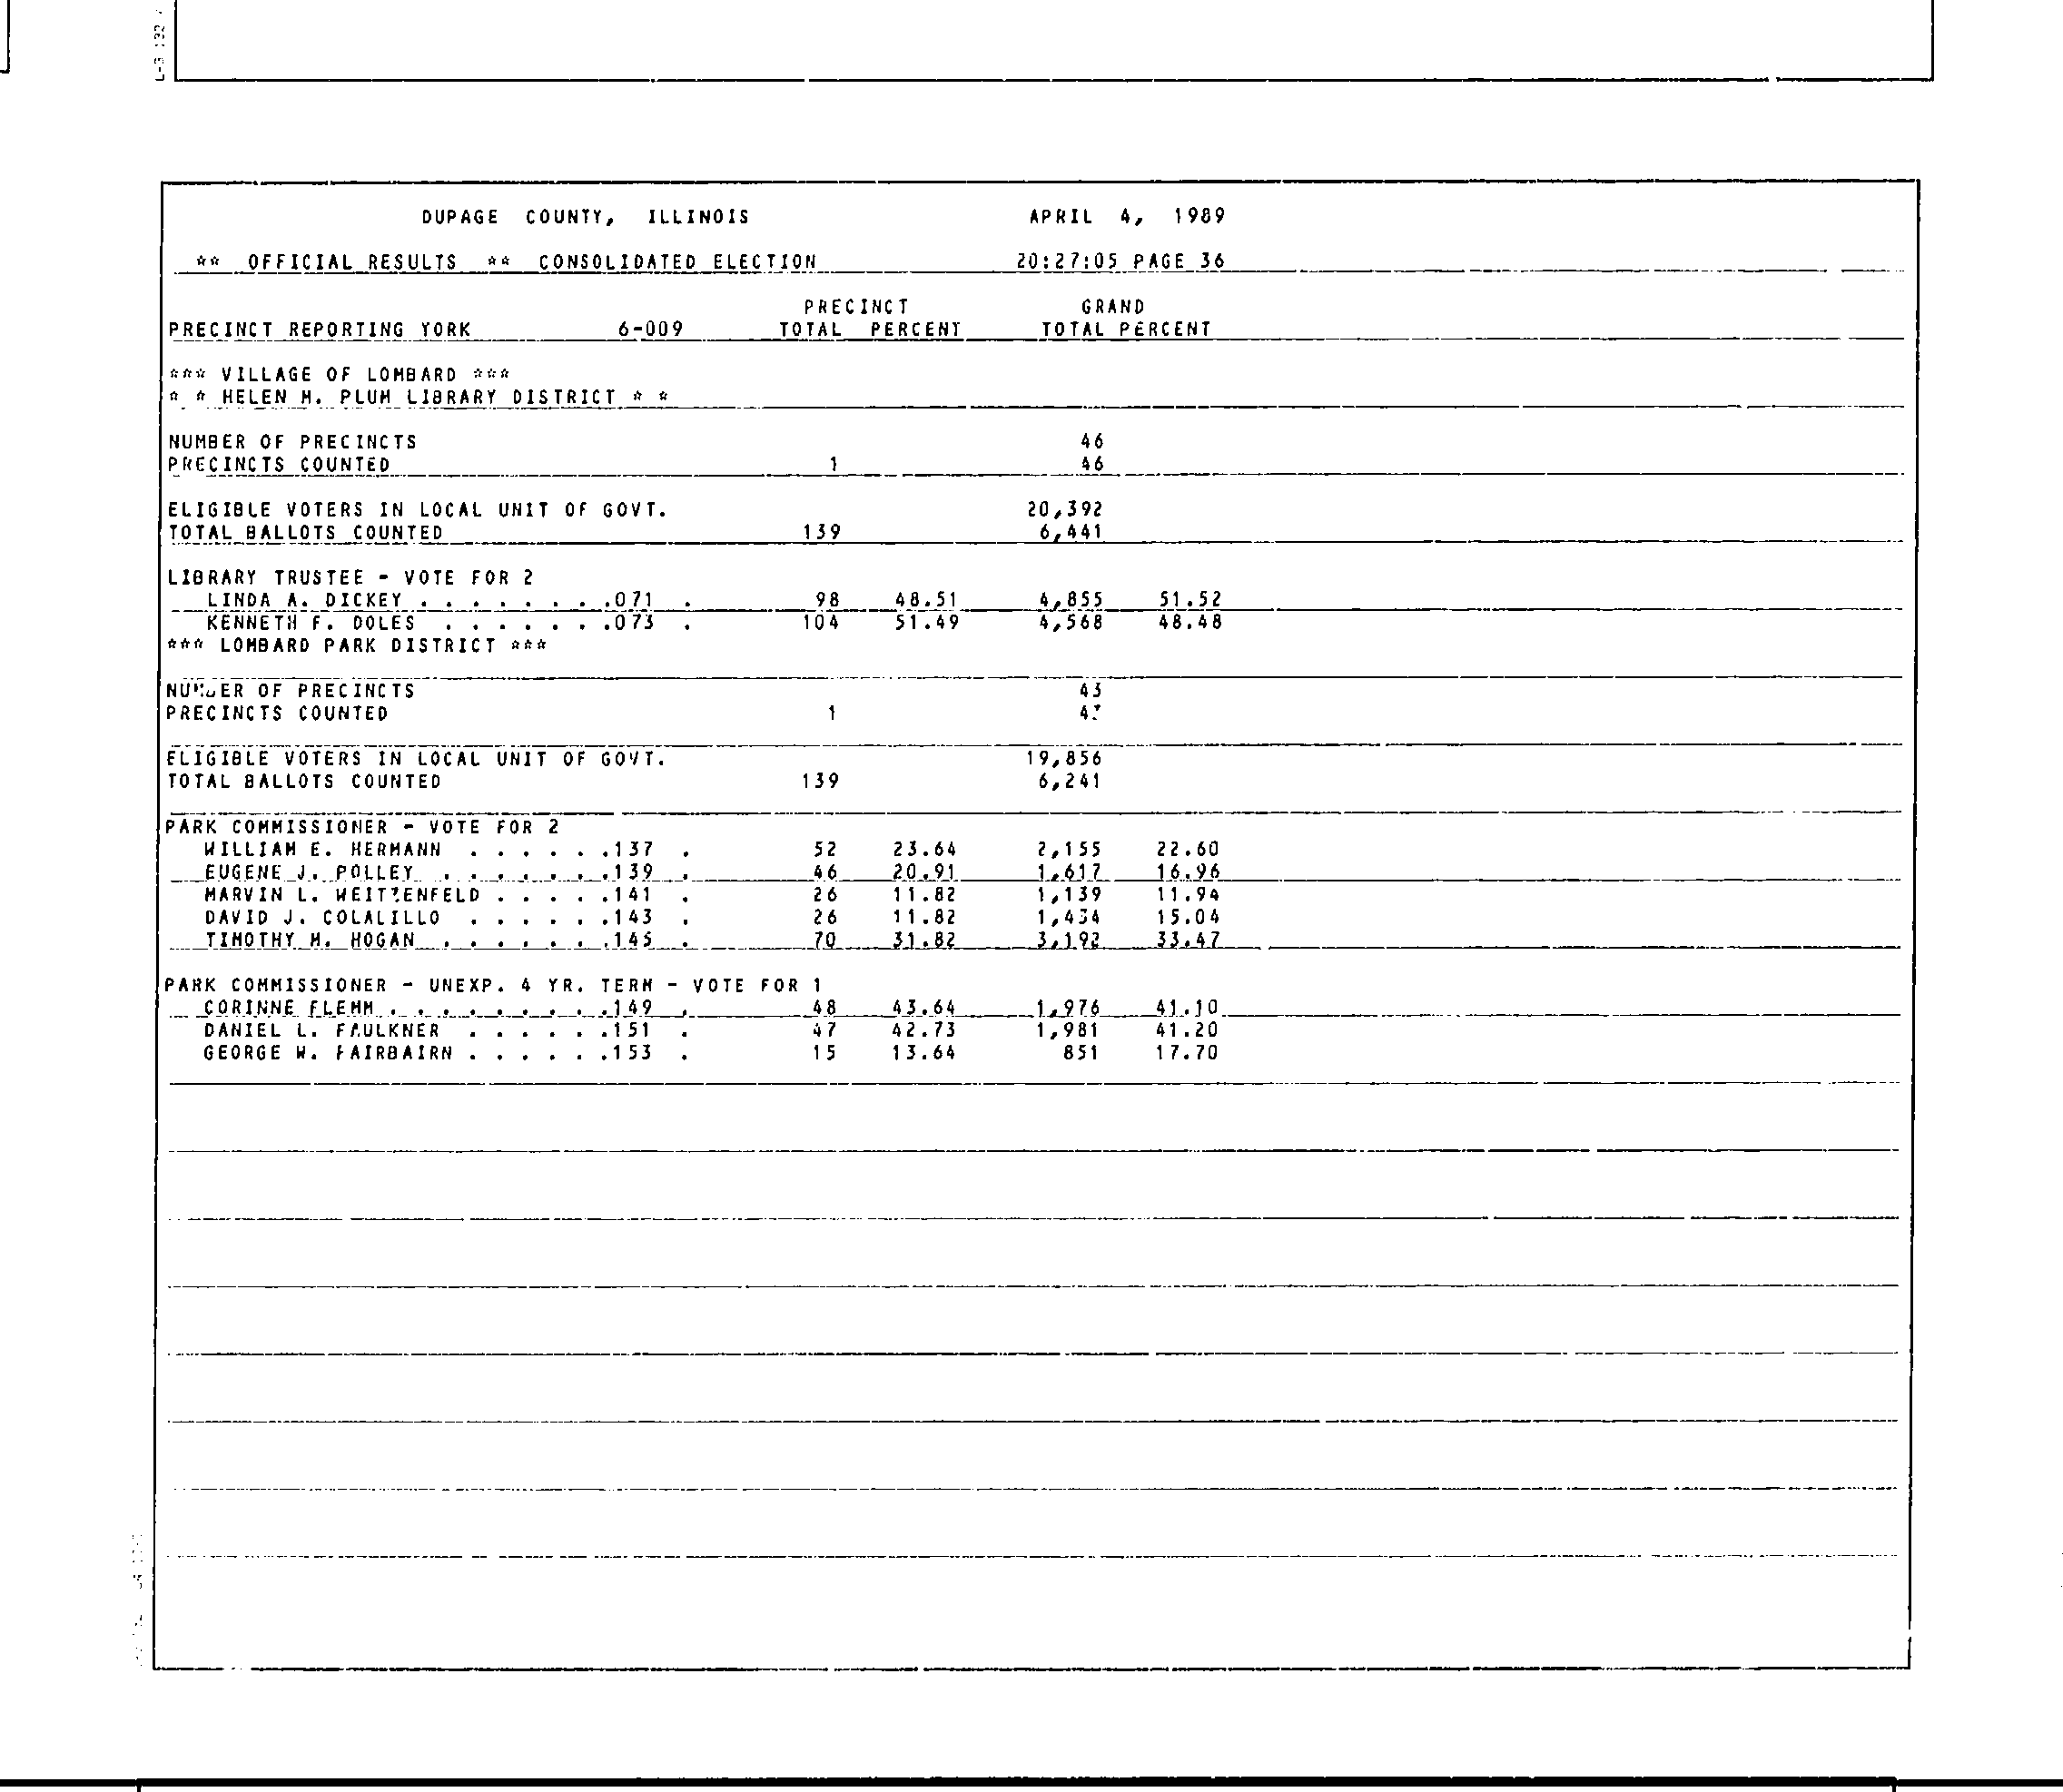 DUPAGE COUNTY, ILLINOIS APRIL 4, 1989
** OFFICIAL RESULTS ** CONSOLIDATED ELECTION 20:27:05 PAGE 36
PRECINCT GRAND
PRECINCT REPORTING YORK 6-009 TOTAL PERCENT TOTAL PERCENT
*** VILLAGE OF LOMBARD ***
* * HELEN M. PLUM LIBRARY DISTRICT * *
NUMBER OF PRECINCTS 46
PRECINCTS COUNTED 1 46
ELIGIBLE VOTERS IN LOCAL UNIT OF GOVT. 20,392
TOTAL BALLOTS COUNTED 139 6,441
LIBRARY TRUSTEE - VOTE FOR 2
LINDA A. DICKEY . . . . . . . .071 . 98 48.51 4,855 51.52
KENNETH F. DOLES . . . . . . .073 . 104 51.49 4,568 48.48
*** LOMBARD PARK DISTRICT ***
NUMBER OF PRECINCTS 43
PRECINCTS COUNTED 1
ELIGIBLE VOTERS IN LOCAL UNIT OF GOVT. 19,856
TOTAL BALLOTS COUNTED 139 6,241
PARK COMMISSIONER - VOTE FOR 2
WILLIAM E. HERMANN . . . . . .137 . 52 23.64 2,155 22.60
EUGENE J. POLLEY . . . . . . .139 . 46 20.91 1,617 16.96
MARVIN L. WEITZENFELD . . . . .141 . 26 11.82 1,139 11.94
DAVID J. COLALILLO . . . . . .143 . 26 11.82 1,434 15.04
TIMOTHY M. HOGAN . . . . . . .145 . 70 31.82 3,192 33.47
PARK COMMISSIONER - UNEXP. 4 YR. TERM - VOTE FOR 1
CORINNE FLEMM . . . . . . . . .149 . 48 43.64 1,976 41.10
DANIEL L. FAULKNER . . . . . .151 . 47 42.73 1,981 41.20
GEORGE W. FAIRBAIRN . . . . . .153 . 15 13.64 851 17.70